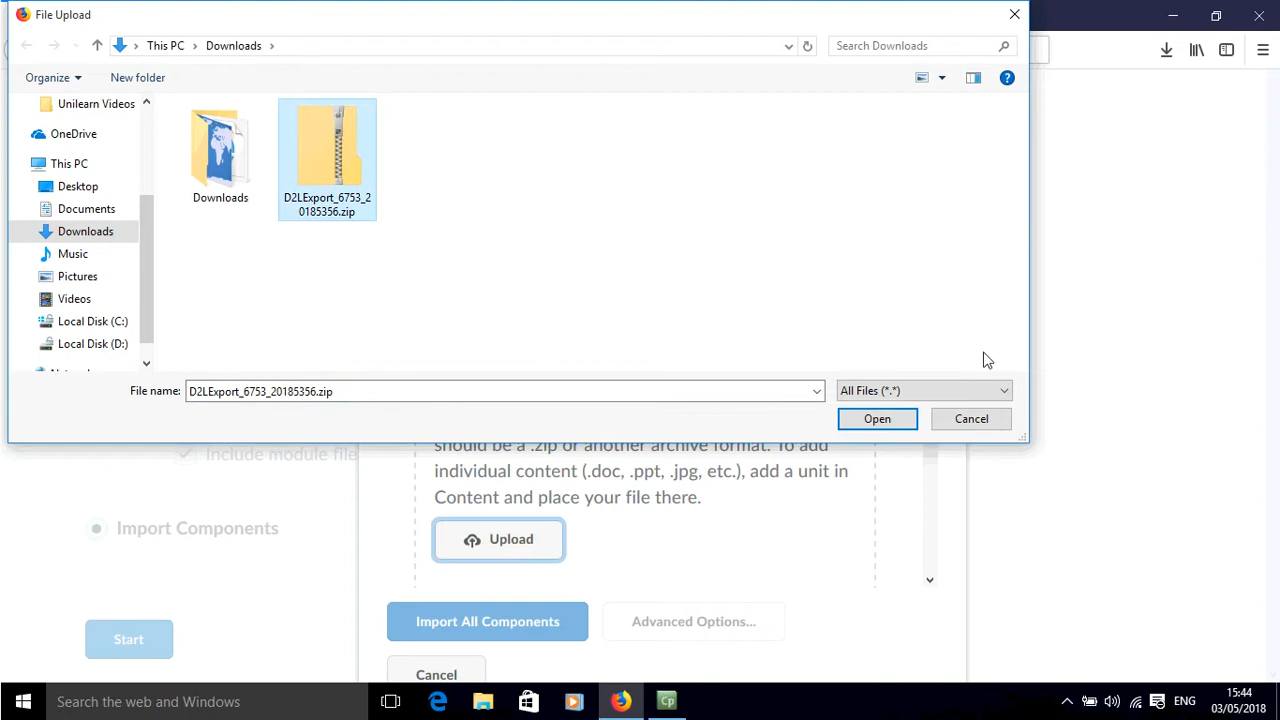 File Upload
This PC
Downloads
Search Downloads
Organize
New folder
Unilearn Videos
OneDrive
This PC
Desktop
Documents
Downloads
Music
Pictures
Videos
Local Disk (C:)
Local Disk (D:)
Downloads
D2LExport_6753_2
0185356.zip
File name:
D2LExport_6753_20185356.zip
All Files (*.*)
Open
Cancel
should be a .zip or another archive format. To add
individual content (.doc, .ppt, .jpg, etc.), add a unit in
Content and place your file there.
Include module file
Import Components
Upload
Import All Components
Advanced Options...
Start
Cancel
Search the web and Windows
Cp
ENG
15:44
03/05/2018